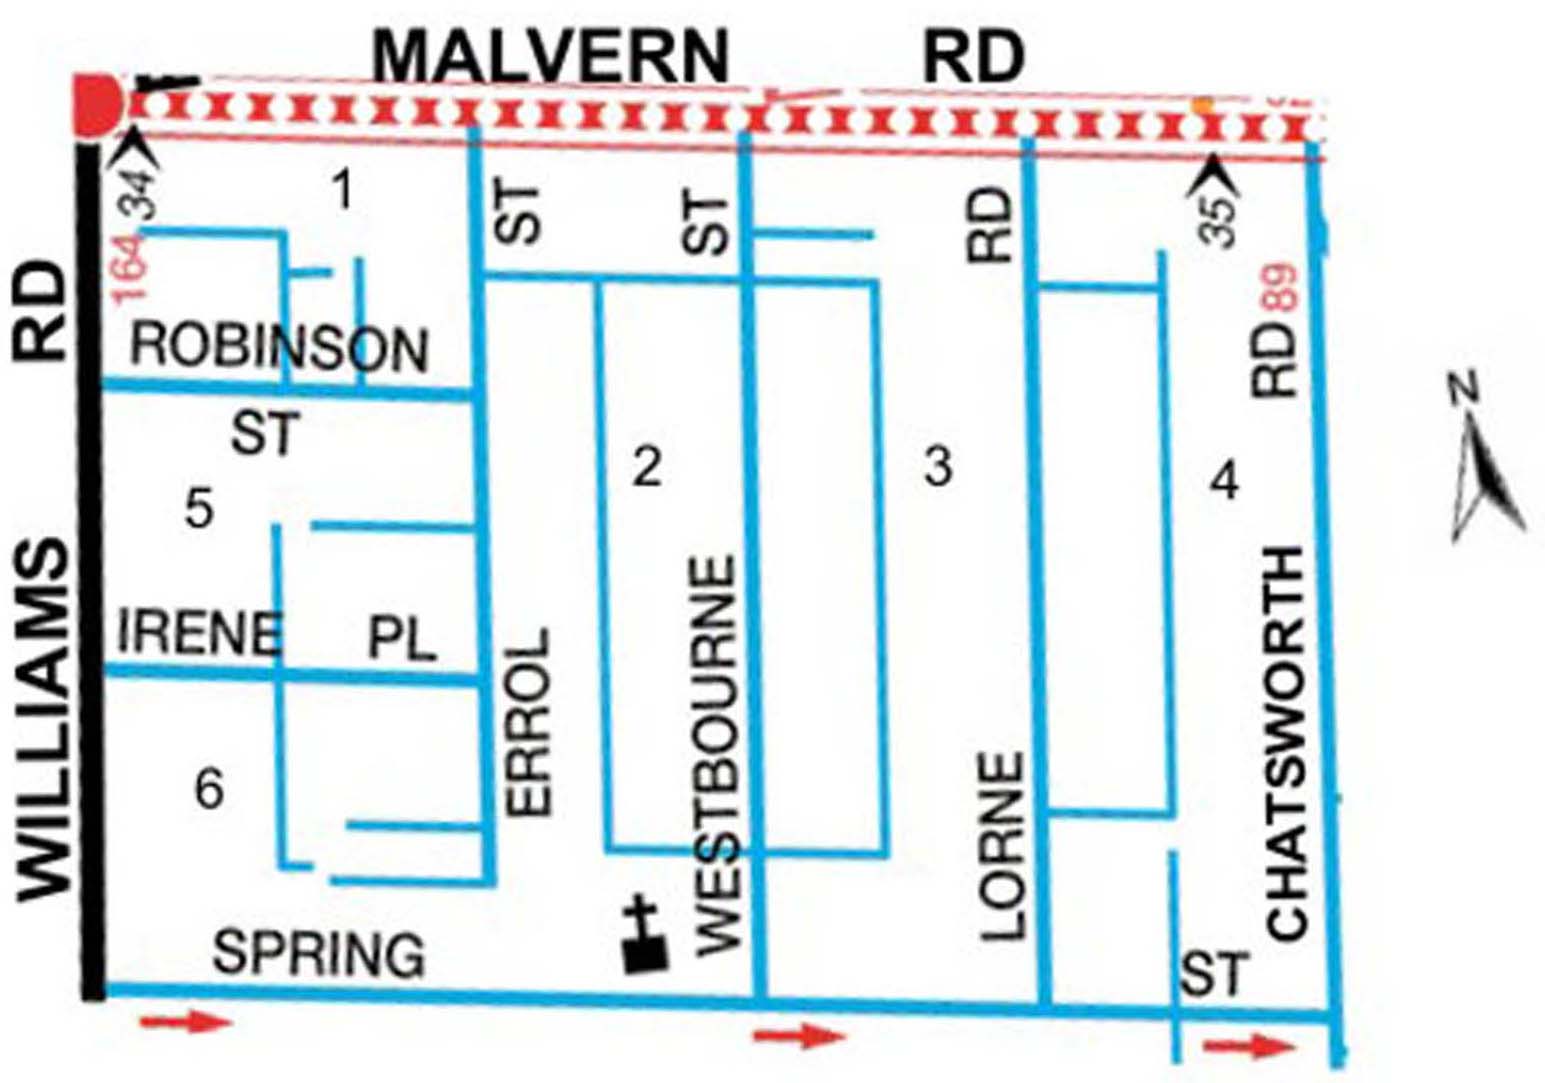 MALVERN RD
34
1
ST
ST
RD
35
164
89
RD
ROBINSON
RD
N
ST
2
3
4
5
IRENE PL
WILLIAMS
ERROL
WESTBOURNE
LORNE
CHATSWORTH
6
SPRING
ST